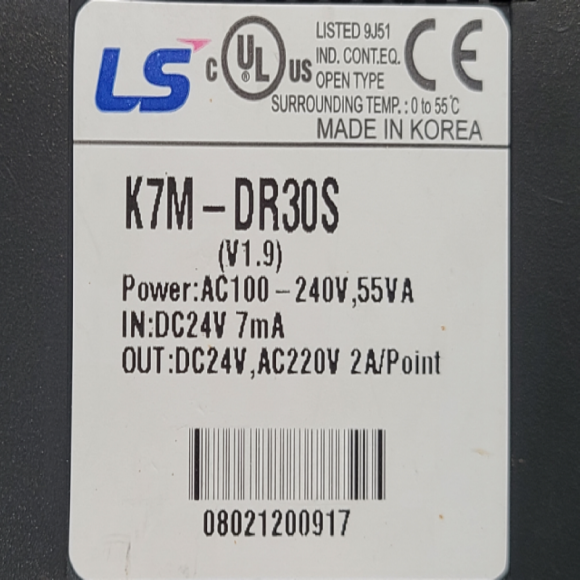 LS
c UL ® US
LISTED 9J51
IND. CONT.EQ.
OPEN TYPE
CE
SURROUNDING TEMP.: 0 to 55℃
MADE IN KOREA
K7M-DR30S
(V1.9)
Power:AC100-240V,55VA
IN:DC24V 7mA
OUT:DC24V,AC220V 2A/Point
08021200917